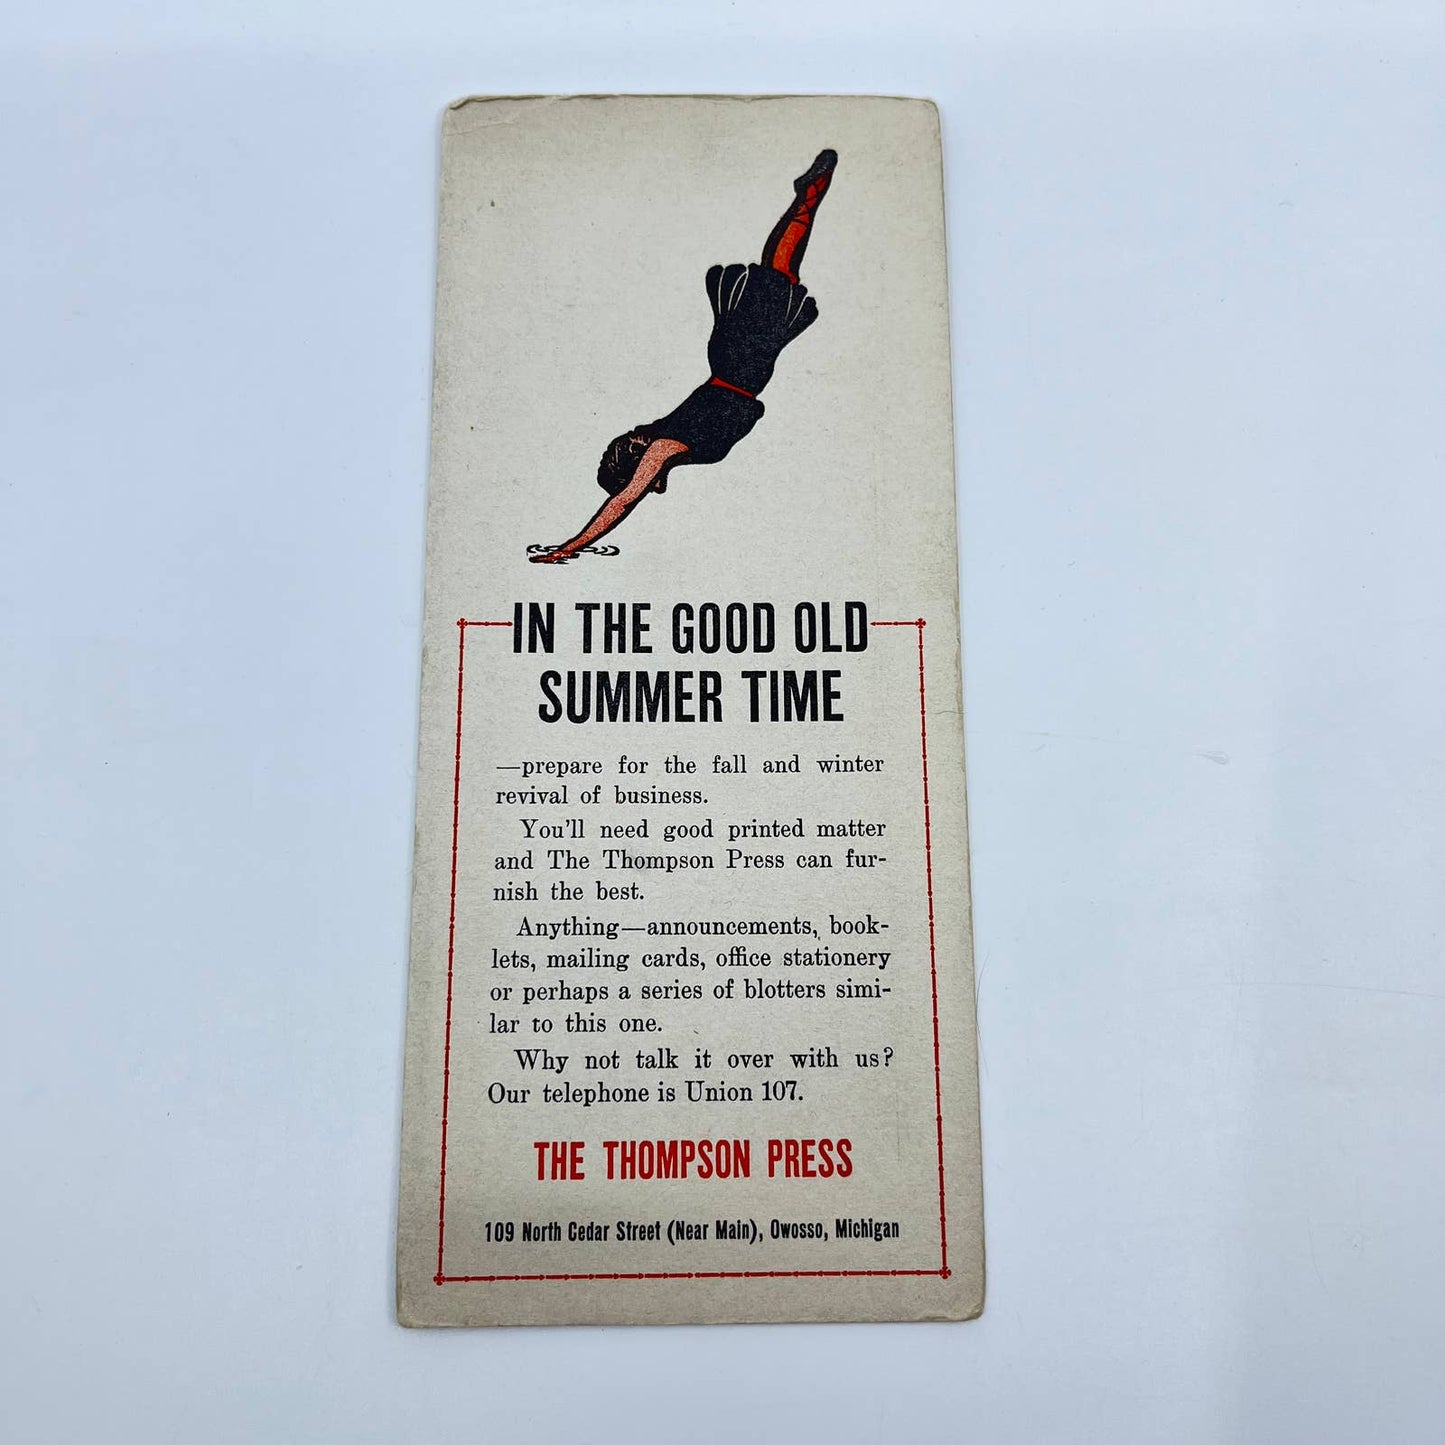 IN THE GOOD OLD
SUMMER TIME
—prepare for the fall and winter
revival of business.
You'll need good printed matter
and The Thompson Press can fur-
nish the best.
Anything—announcements, book-
lets, mailing cards, office stationery
or perhaps a series of blotters simi-
lar to this one.
Why not talk it over with us?
Our telephone is Union 107.
THE THOMPSON PRESS
109 North Cedar Street (Near Main), Owosso, Michigan